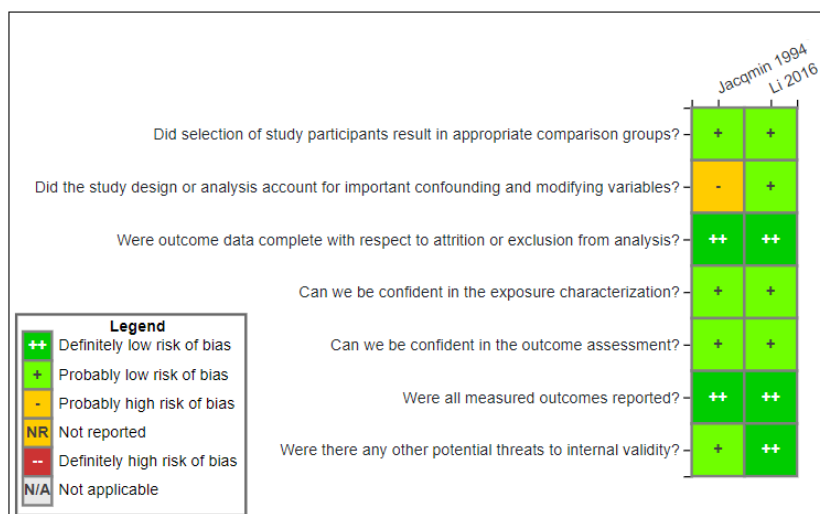 Jacqmin 1994
Li 2016
Did selection of study participants result in appropriate comparison groups? + +
Did the study design or analysis account for important confounding and modifying variables? - +
Were outcome data complete with respect to attrition or exclusion from analysis? ++ ++
Can we be confident in the exposure characterization? + +
Can we be confident in the outcome assessment? + +
Were all measured outcomes reported? ++ ++
Were there any other potential threats to internal validity? + ++
Legend
++ Definitely low risk of bias
+ Probably low risk of bias
- Probably high risk of bias
NR Not reported
-- Definitely high risk of bias
N/A Not applicable